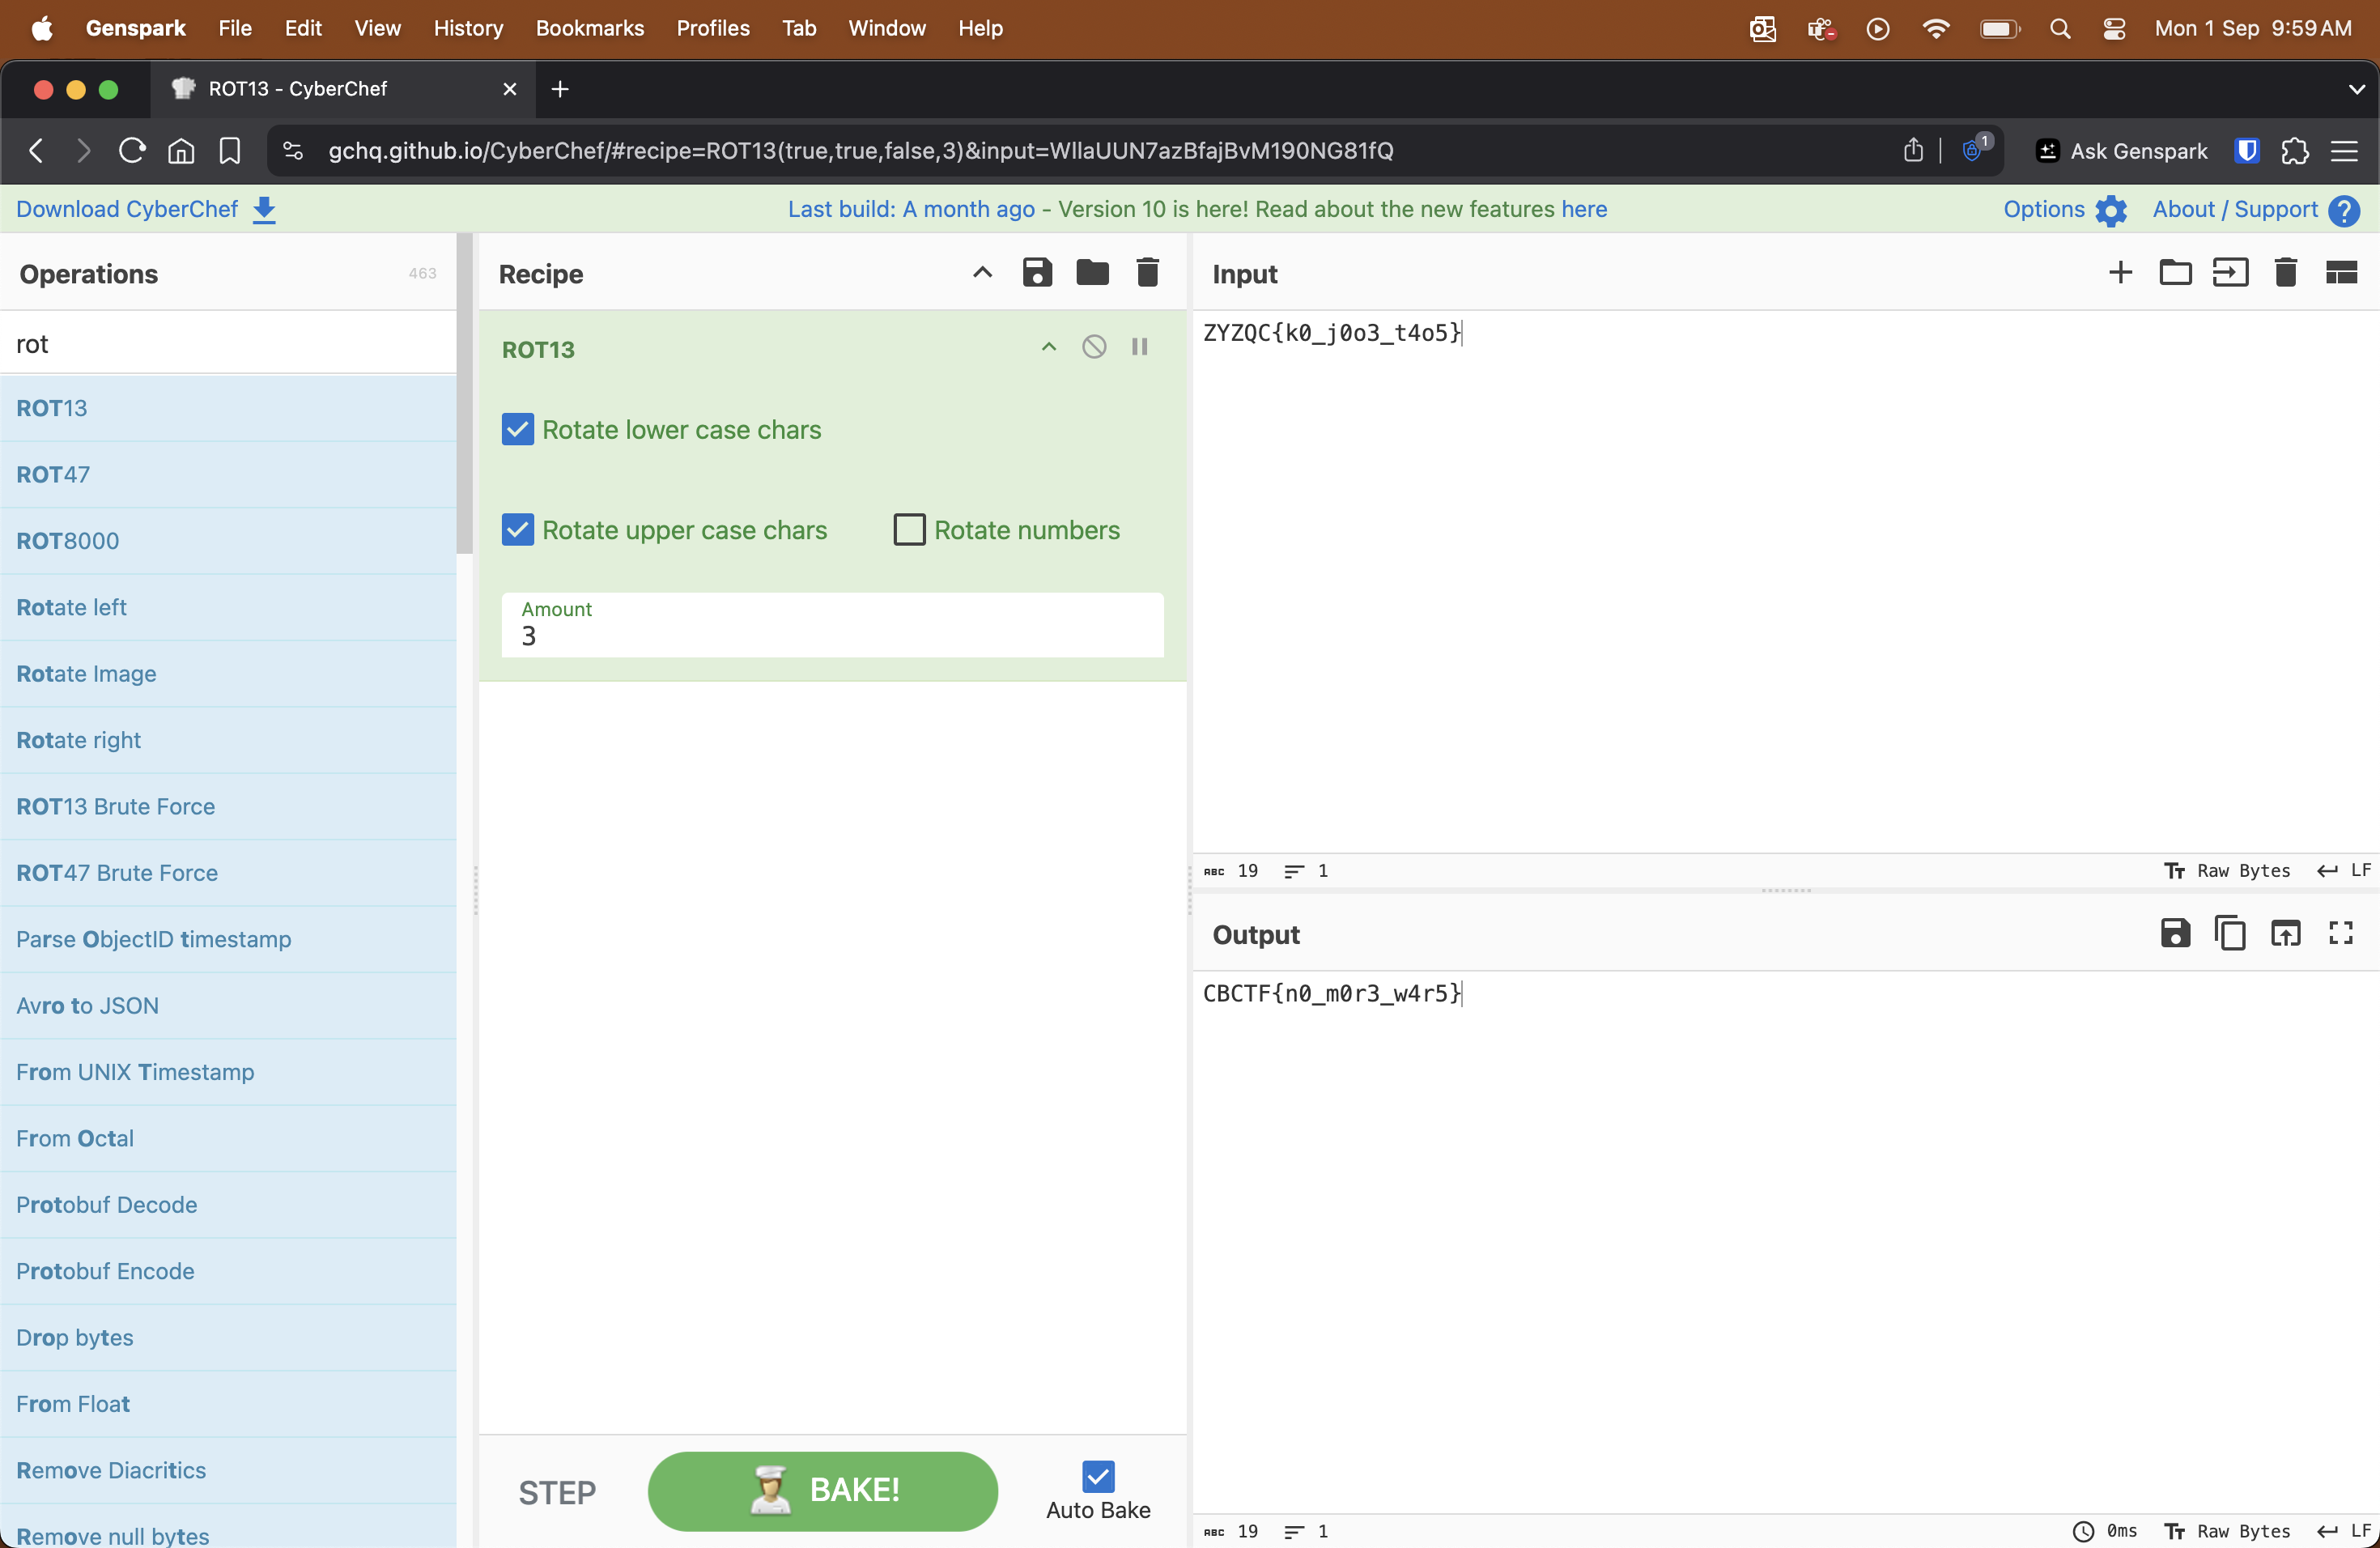 Genspark File Edit View History Bookmarks Profiles Tab Window Help Mon 1 Sep 9:59 AM
ROT13 - CyberChef
gchq.github.io/CyberChef/#recipe=ROT13(true,true,false,3)&input=WllaUUN7azBfajBvM190NG81fQ 1 Ask Genspark
Download CyberChef Last build: A month ago - Version 10 is here! Read about the new features here Options About / Support
Operations 463
rot
ROT13
ROT47
ROT8000
Rotate left
Rotate Image
Rotate right
ROT13 Brute Force
ROT47 Brute Force
Parse ObjectID timestamp
Avro to JSON
From UNIX Timestamp
From Octal
Protobuf Decode
Protobuf Encode
Drop bytes
From Float
Remove Diacritics
Remove null bytes
Recipe
ROT13
Rotate lower case chars
Rotate upper case chars Rotate numbers
Amount
3
STEP BAKE! Auto Bake
Input
ZYZQC{k0_j0o3_t4o5}
ABC 19 1 Raw Bytes LF
Output
CBCTF{n0_m0r3_w4r5}
ABC 19 1 0ms Raw Bytes LF